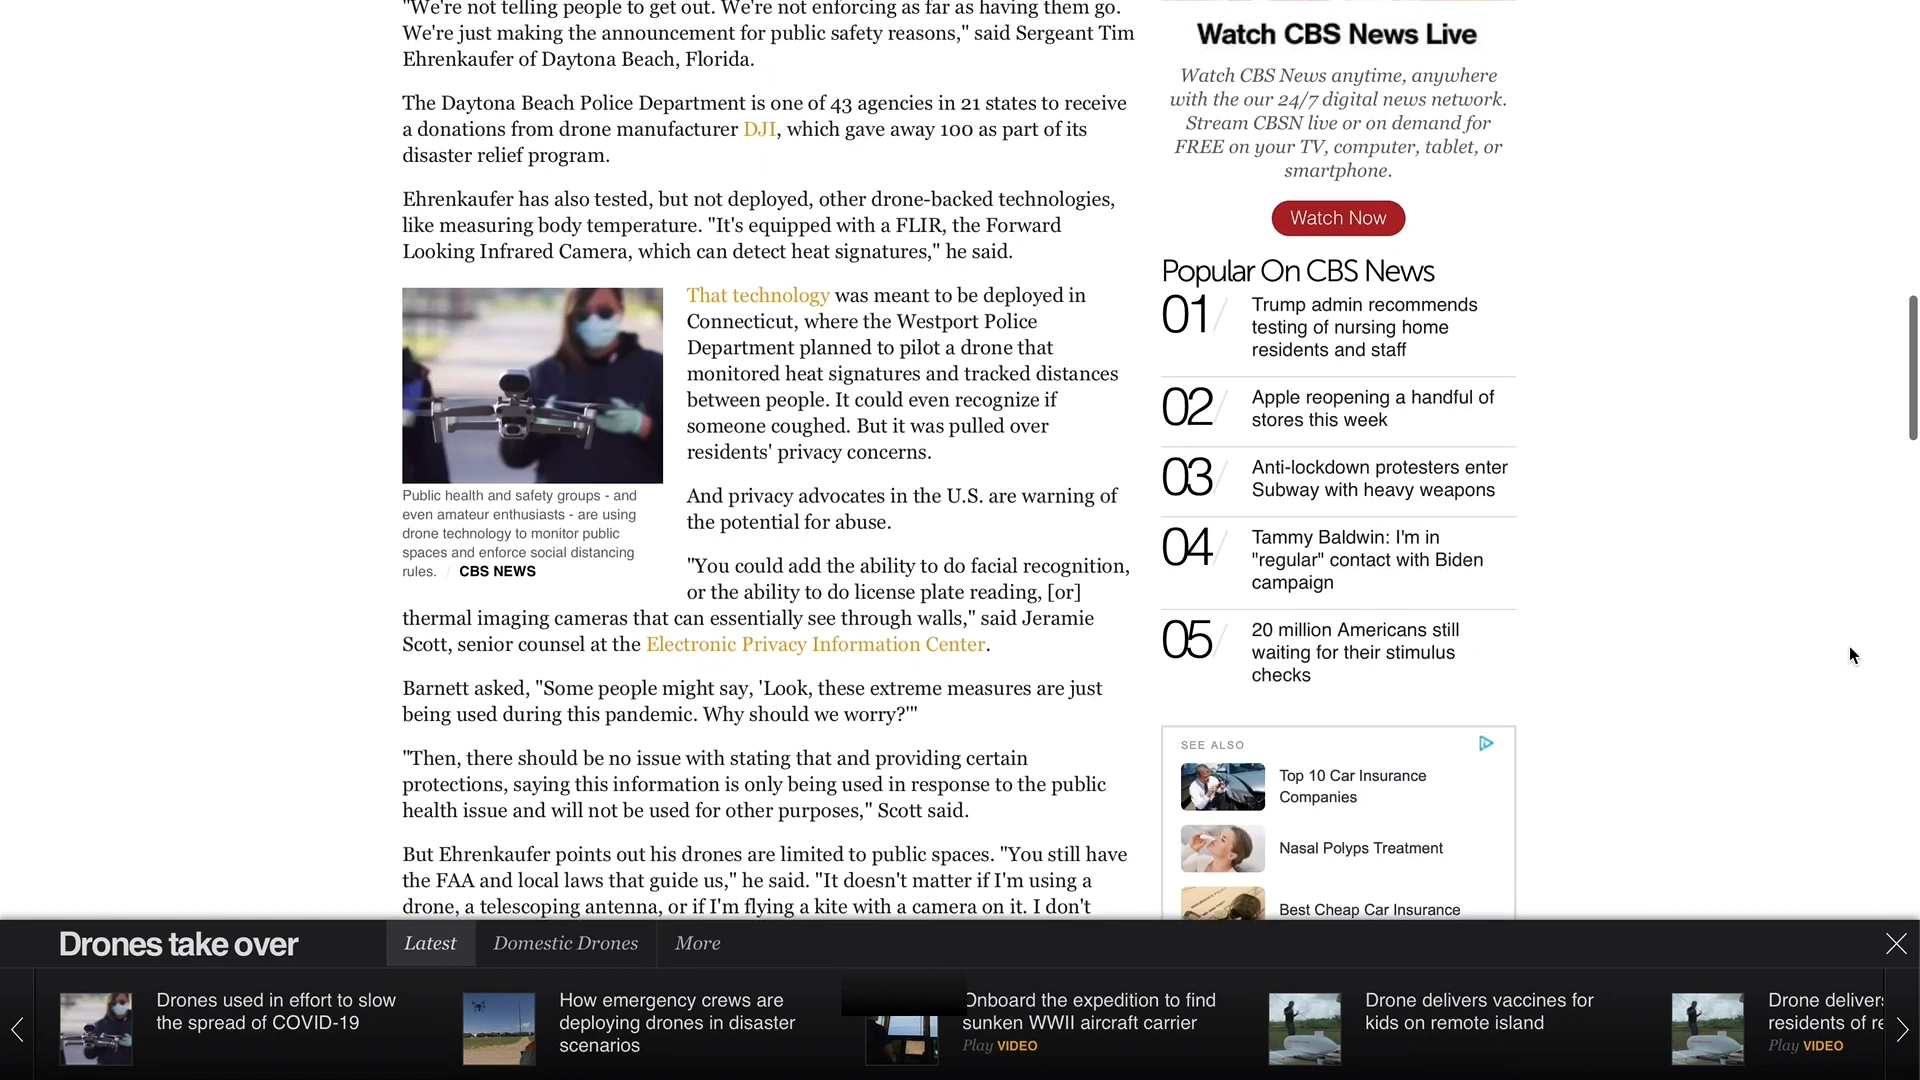 "We're not telling people to get out. We're not enforcing as far as having them go.
We're just making the announcement for public safety reasons," said Sergeant Tim
Ehrenkaufer of Daytona Beach, Florida.
The Daytona Beach Police Department is one of 43 agencies in 21 states to receive
a donations from drone manufacturer DJI, which gave away 100 as part of its
disaster relief program.
Ehrenkaufer has also tested, but not deployed, other drone-backed technologies,
like measuring body temperature. "It's equipped with a FLIR, the Forward
Looking Infrared Camera, which can detect heat signatures," he said.
That technology was meant to be deployed in
Connecticut, where the Westport Police
Department planned to pilot a drone that
monitored heat signatures and tracked distances
between people. It could even recognize if
someone coughed. But it was pulled over
residents' privacy concerns.
Public health and safety groups - and
even amateur enthusiasts - are using
drone technology to monitor public
spaces and enforce social distancing
rules. / CBS NEWS
And privacy advocates in the U.S. are warning of
the potential for abuse.
"You could add the ability to do facial recognition,
or the ability to do license plate reading, [or]
thermal imaging cameras that can essentially see through walls," said Jeramie
Scott, senior counsel at the Electronic Privacy Information Center.
Barnett asked, "Some people might say, 'Look, these extreme measures are just
being used during this pandemic. Why should we worry?'"
"Then, there should be no issue with stating that and providing certain
protections, saying this information is only being used in response to the public
health issue and will not be used for other purposes," Scott said.
But Ehrenkaufer points out his drones are limited to public spaces. "You still have
the FAA and local laws that guide us," he said. "It doesn't matter if I'm using a
drone, a telescoping antenna, or if I'm flying a kite with a camera on it. I don't
Watch CBS News Live
Watch CBS News anytime, anywhere
with the our 24/7 digital news network.
Stream CBSN live or on demand for
FREE on your TV, computer, tablet, or
smartphone.
Watch Now
Popular On CBS News
01/ Trump admin recommends
testing of nursing home
residents and staff
02/ Apple reopening a handful of
stores this week
03/ Anti-lockdown protesters enter
Subway with heavy weapons
04/ Tammy Baldwin: I'm in
"regular" contact with Biden
campaign
05/ 20 million Americans still
waiting for their stimulus
checks
SEE ALSO
Top 10 Car Insurance
Companies
Nasal Polyps Treatment
Best Cheap Car Insurance
Drones take over
Latest
Domestic Drones
More
Drones used in effort to slow
the spread of COVID-19
How emergency crews are
deploying drones in disaster
scenarios
Onboard the expedition to find
sunken WWII aircraft carrier
Play VIDEO
Drone delivers vaccines for
kids on remote island
Drone deliver
residents of
Play VIDEO